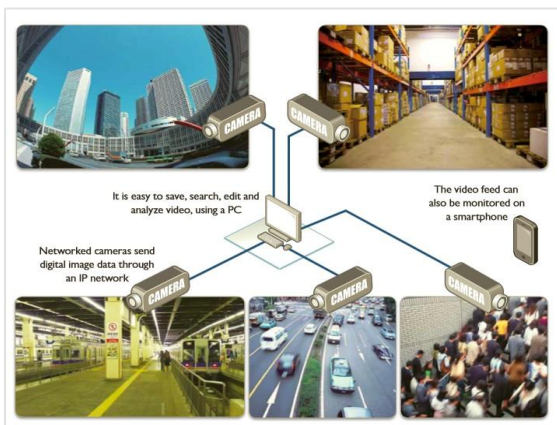 CAMERA
CAMERA
It is easy to save, search, edit and
analyze video, using a PC
The video feed can
also be monitored on
a smartphone
Networked cameras send
digital image data through
an IP network
CAMERA
CAMERA
CAMERA